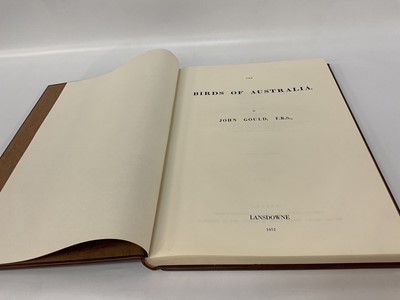 THE
BIRDS OF AUSTRALIA.
BY
JOHN GOULD, F.R.S.,
LANSDOWNE